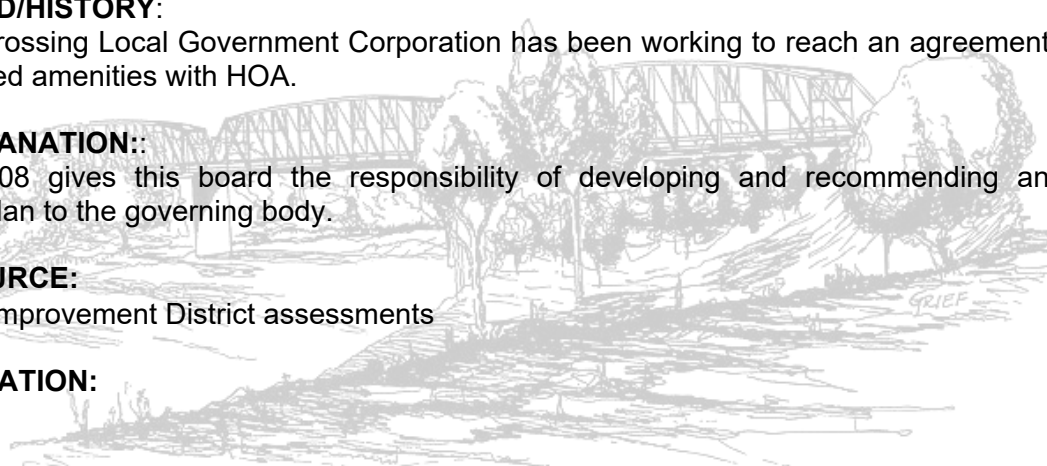 D/HISTORY:
rossing Local Government Corporation has been working to reach an agreement
ed amenities with HOA.
ANATION::
08 gives this board the responsibility of developing and recommending an
lan to the governing body.
URCE:
mprovement District assessments
GRIEF
ATION: